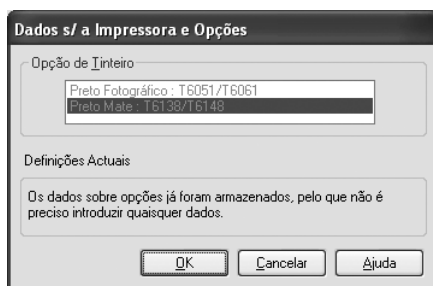 Dados s/ a Impressora e Opções
Opção de Tinteiro
Preto Fotográfico : T6051/T6061
Preto Mate : T6138/T6148
Definições Actuais
Os dados sobre opções já foram armazenados, pelo que não é
preciso introduzir quaisquer dados.
OK Cancelar Ajuda